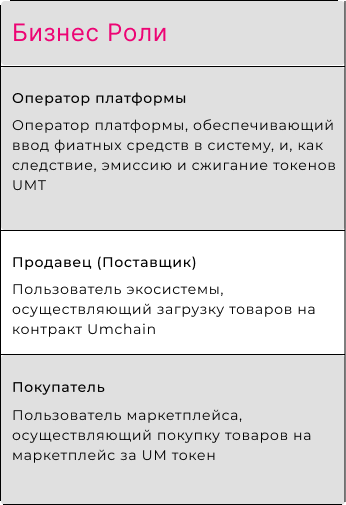 Бизнес Роли
Оператор платформы
Оператор платформы, обеспечивающий
ввод фиатных средств в систему, и, как
следствие, эмиссию и сжигание токенов
UMT
Продавец (Поставщик)
Пользователь экосистемы,
осуществляющий загрузку товаров на
контракт Umchain
Покупатель
Пользователь маркетплейса,
осуществляющий покупку товаров на
маркетплейс за UM токен